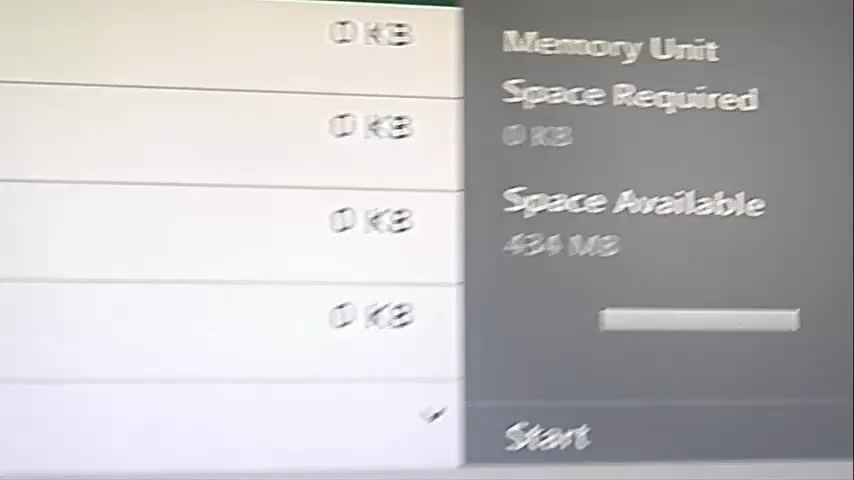 0 KB
0 KB
0 KB
0 KB
Memory Unit
Space Required
0 KB
Space Available
434 MB
Start